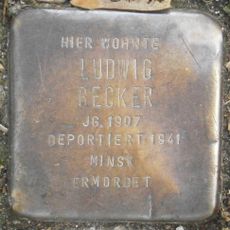 HIER WOHNTE
LUDWIG
BECKER
JG. 1907
DEPORTIERT 1941
MINSK
ERMORDET